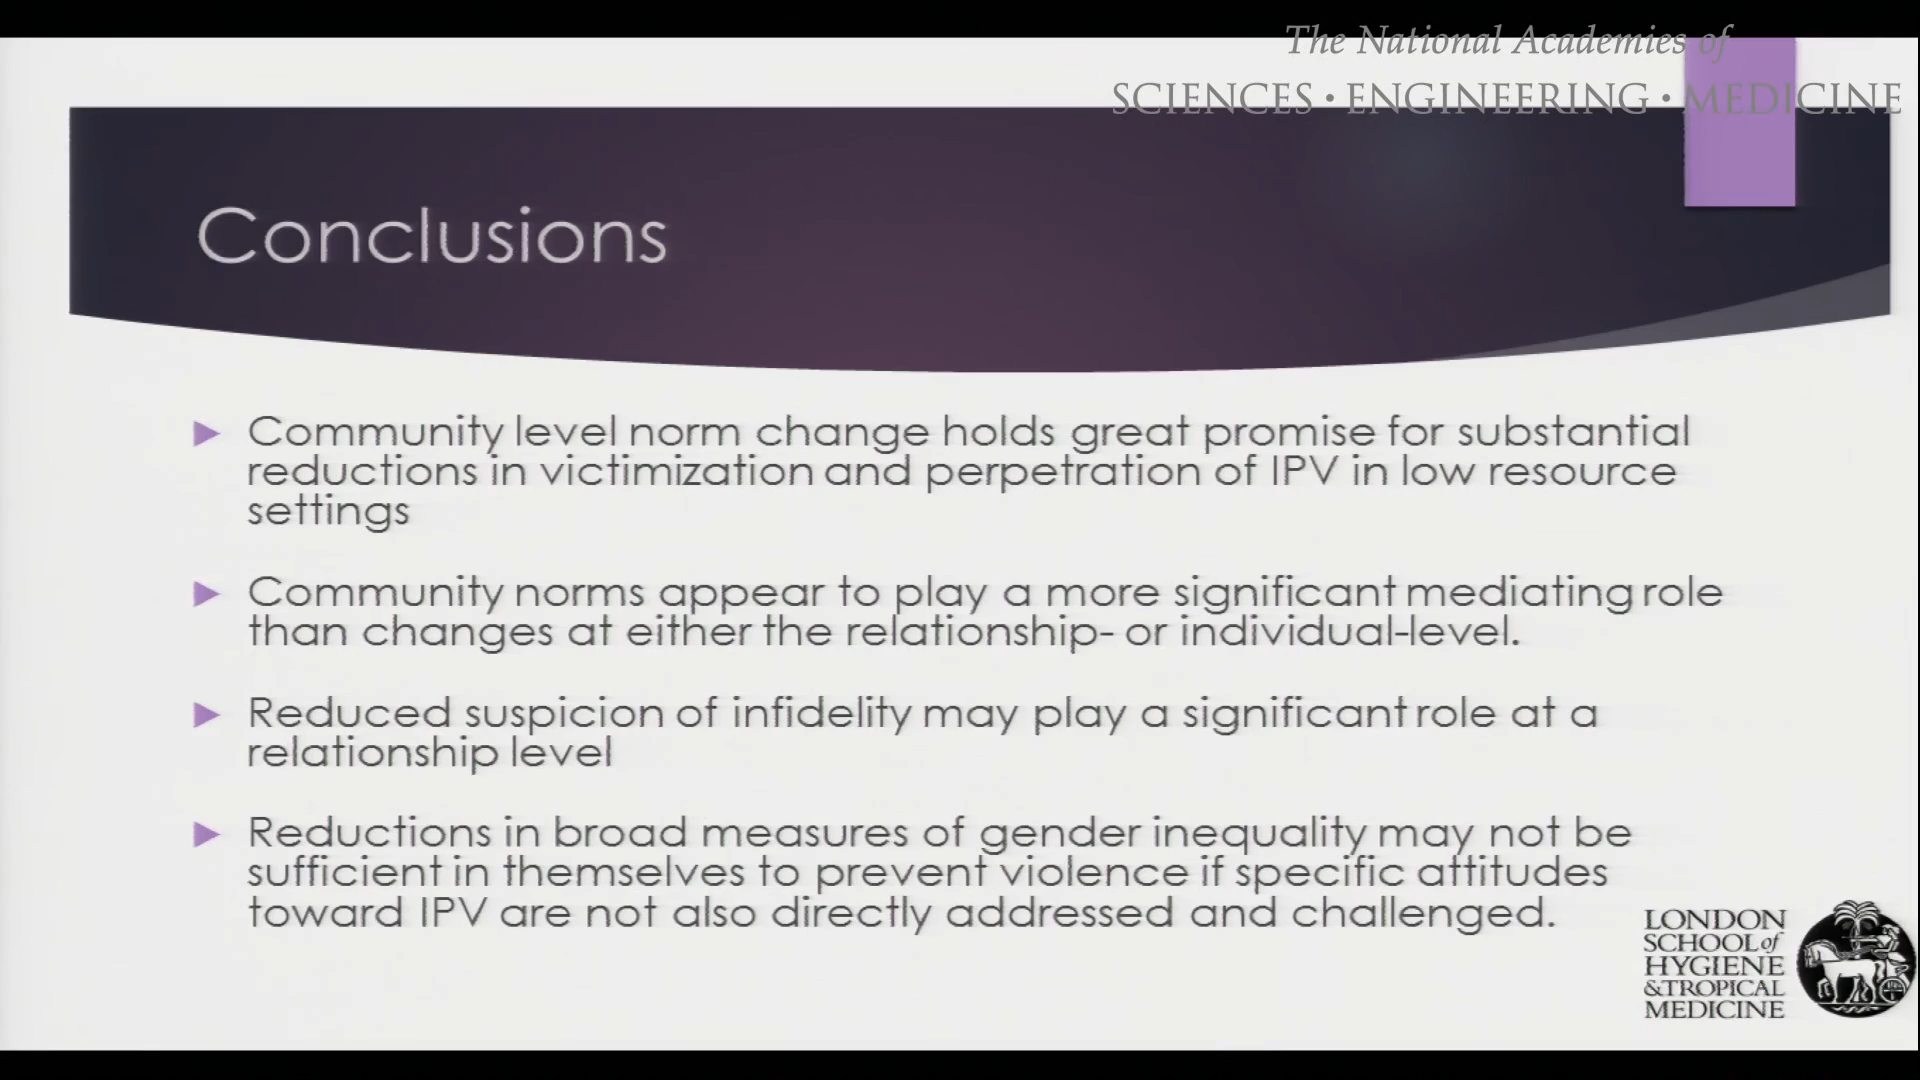 The National Academies of
SCIENCES • ENGINEERING • MEDICINE
Conclusions
Community level norm change holds great promise for substantial
reductions in victimization and perpetration of IPV in low resource
settings
Community norms appear to play a more significant mediating role
than changes at either the relationship- or individual-level.
Reduced suspicion of infidelity may play a significant role at a
relationship level
Reductions in broad measures of gender inequality may not be
sufficient in themselves to prevent violence if specific attitudes
toward IPV are not also directly addressed and challenged.
LONDON
SCHOOL of
HYGIENE
& TROPICAL
MEDICINE